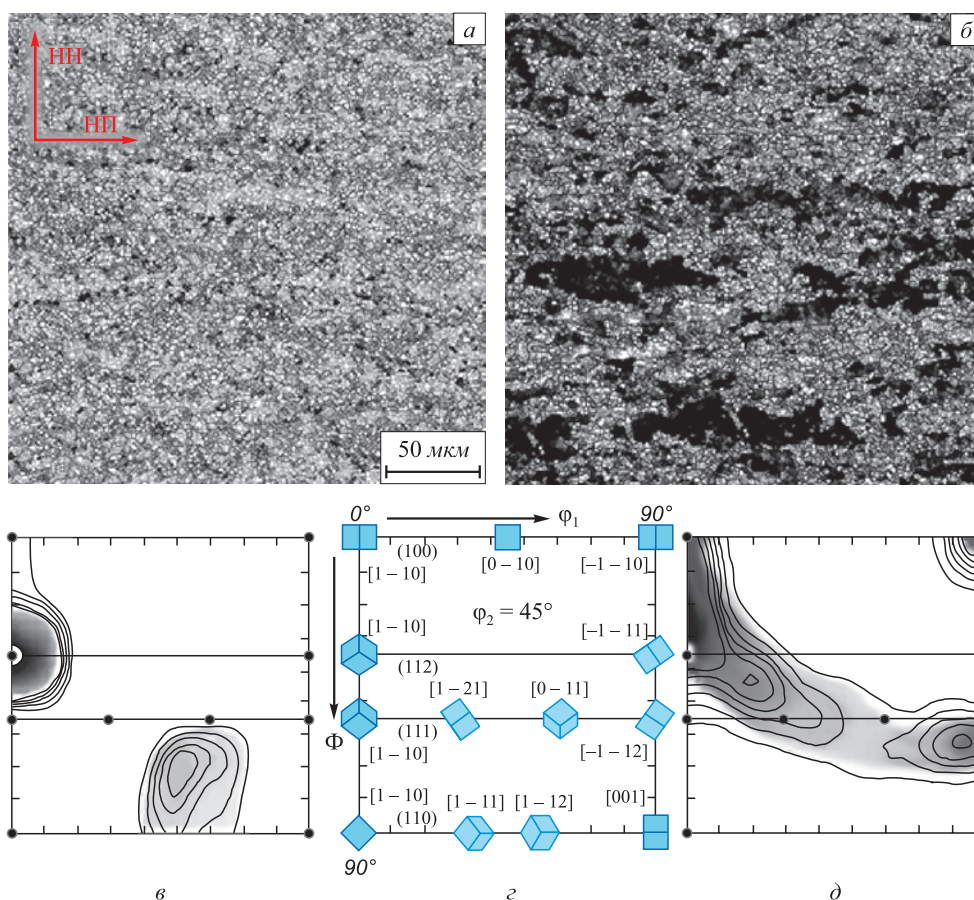 а
б
НН
НП
50 мкм
0°
φ₁
90°
(100)
[1 – 10]
[0 – 10]
[–1 – 10]
φ₂ = 45°
[1 – 10]
[–1 – 11]
(112)
[1 – 21]
[0 – 11]
Φ
(111)
[1 – 10]
[–1 – 12]
[1 – 10]
[1 – 11]
[1 – 12]
[001]
(110)
90°
в
г
д